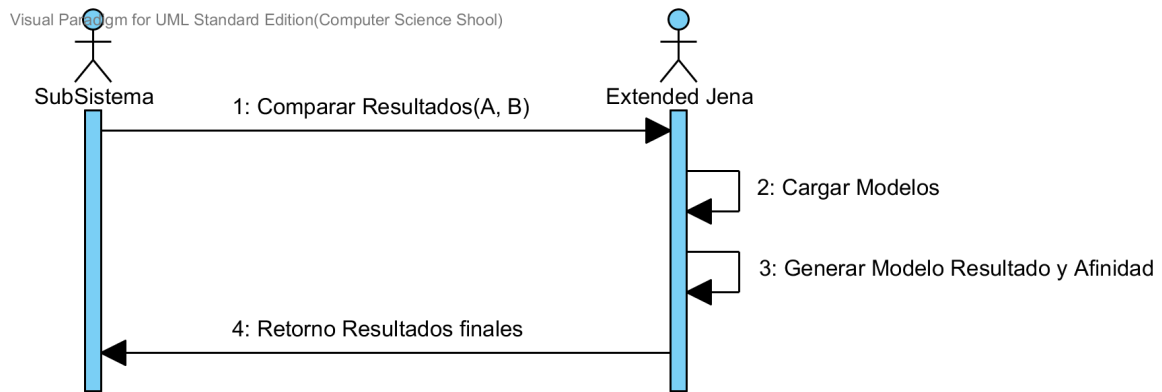 Visual Paradigm for UML Standard Edition(Computer Science Shool)
SubSistema
Extended Jena
1: Comparar Resultados(A, B)
2: Cargar Modelos
3: Generar Modelo Resultado y Afinidad
4: Retorno Resultados finales